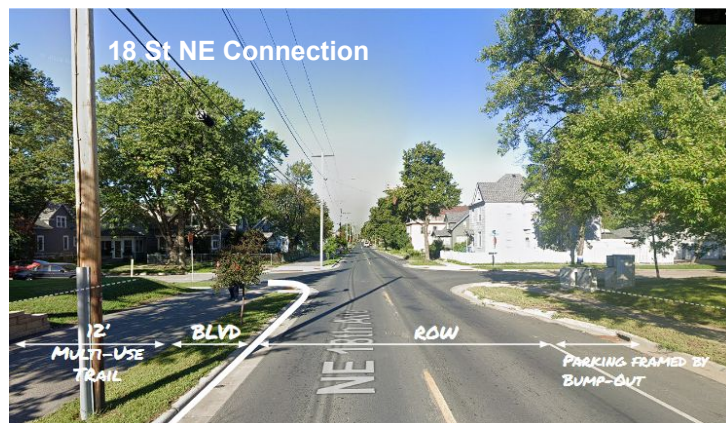 18 St NE Connection
12'
Multi-Use
Trail
BLVD
ROW
Parking framed by
Bump-Out
NE 18th Ave